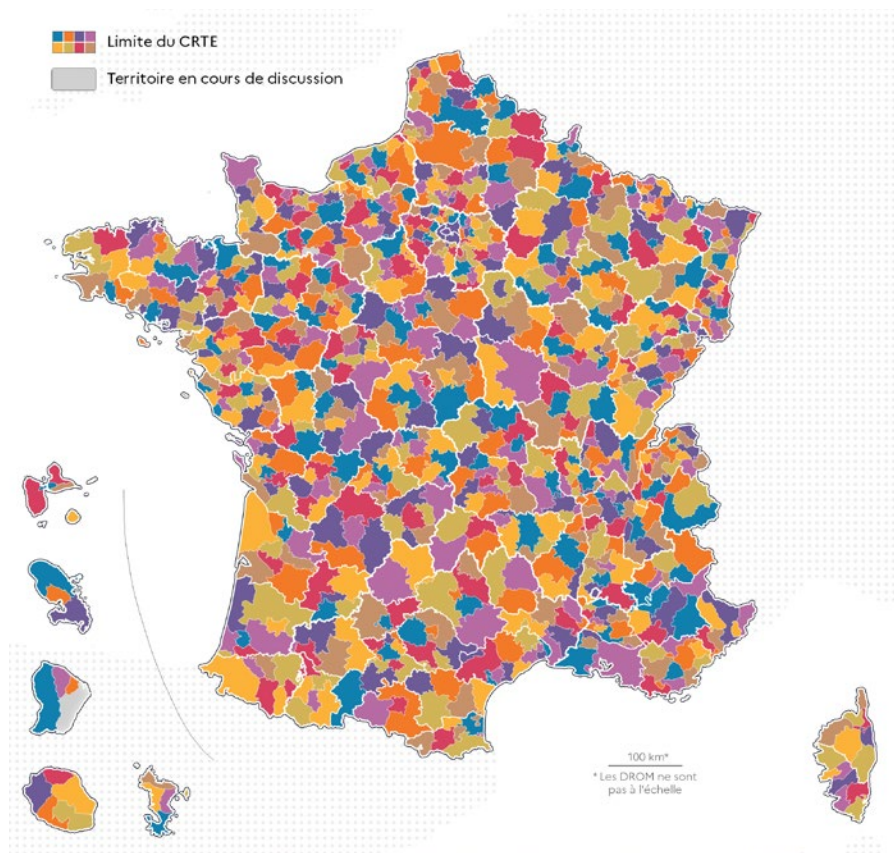 Limite du CRTE
Territoire en cours de discussion
100 km*
* Les DROM ne sont
pas à l'échelle